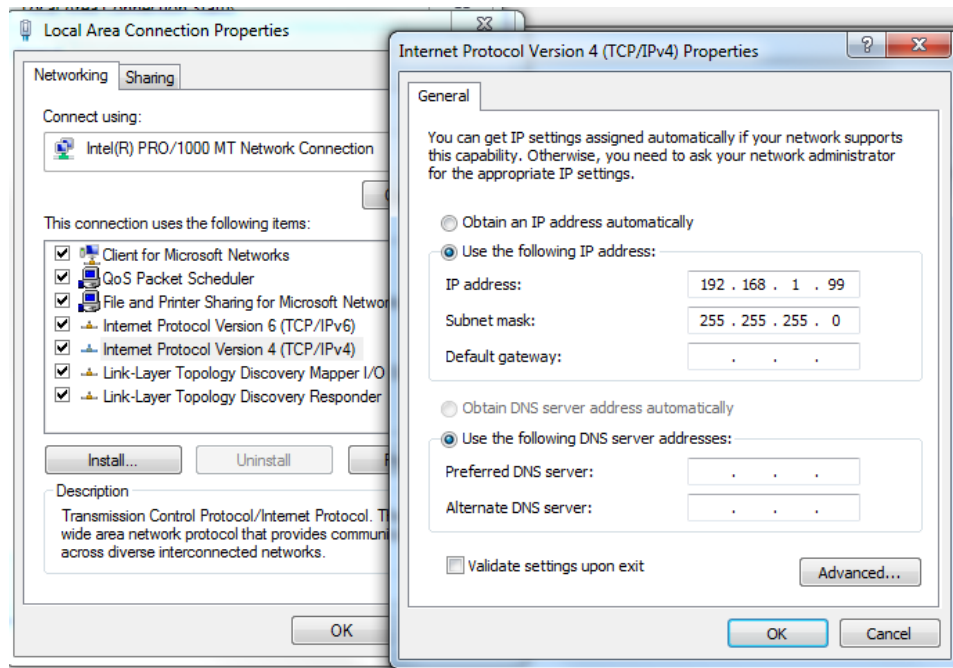 Local Area Connection Status
Local Area Connection Properties
Networking
Sharing
Connect using:
Intel(R) PRO/1000 MT Network Connection
This connection uses the following items:
Client for Microsoft Networks
QoS Packet Scheduler
File and Printer Sharing for Microsoft Networ
Internet Protocol Version 6 (TCP/IPv6)
Internet Protocol Version 4 (TCP/IPv4)
Link-Layer Topology Discovery Mapper I/O
Link-Layer Topology Discovery Responder
Install...
Uninstall
Description
Transmission Control Protocol/Internet Protocol.
wide area network protocol that provides communi
across diverse interconnected networks.
OK
Internet Protocol Version 4 (TCP/IPv4) Properties
General
You can get IP settings assigned automatically if your network supports
this capability. Otherwise, you need to ask your network administrator
for the appropriate IP settings.
Obtain an IP address automatically
Use the following IP address:
IP address: 192 . 168 . 1 . 99
Subnet mask: 255 . 255 . 255 . 0
Default gateway: . . .
Obtain DNS server address automatically
Use the following DNS server addresses:
Preferred DNS server: . . .
Alternate DNS server: . . .
Validate settings upon exit
Advanced...
OK
Cancel